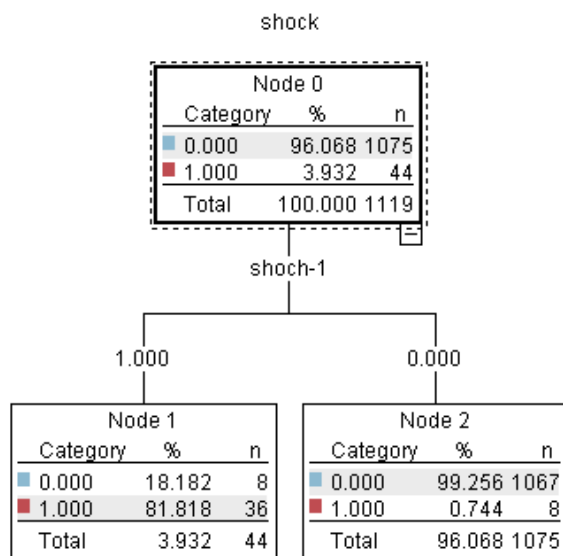 shock
Node 0
Category % n
0.000 96.068 1075
1.000 3.932 44
Total 100.000 1119
shoch-1
1.000 0.000
Node 1
Category % n
0.000 18.182 8
1.000 81.818 36
Total 3.932 44
Node 2
Category % n
0.000 99.256 1067
1.000 0.744 8
Total 96.068 1075